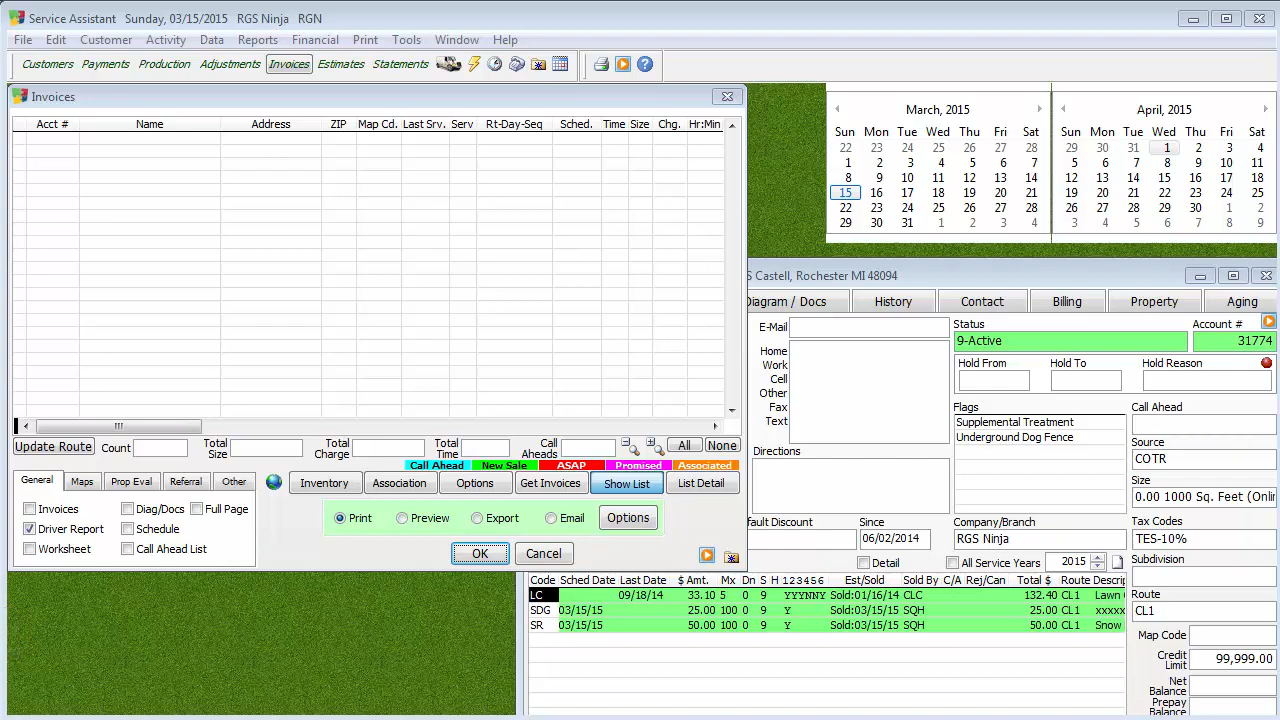 Service Assistant Sunday, 03/15/2015 RGS Ninja RGN
File Edit Customer Activity Data Reports Financial Print Tools Window Help
Customers Payments Production Adjustments Invoices Estimates Statements
Invoices
Acct # Name Address ZIP Map Cd. Last Srv. Serv Rt-Day-Seq Sched. Time Size Chg. Hr:Min
Update Route Count Total Size Total Charge Total Time Call Aheads All None
Call Ahead New Sale ASAP Promised Associated
General Maps Prop Eval Referral Other
Inventory Association Options Get Invoices Show List List Detail
Invoices Diag/Docs Full Page
Driver Report Schedule
Worksheet Call Ahead List
Print Preview Export Email Options
OK Cancel
March, 2015
Sun Mon Tue Wed Thu Fri Sat
22 23 24 25 26 27 28
1 2 3 4 5 6 7
8 9 10 11 12 13 14
15 16 17 18 19 20 21
22 23 24 25 26 27 28
29 30 31 1 2 3 4
April, 2015
Sun Mon Tue Wed Thu Fri Sat
29 30 31 1 2 3 4
5 6 7 8 9 10 11
12 13 14 15 16 17 18
19 20 21 22 23 24 25
26 27 28 29 30 1 2
3 4 5 6 7 8 9
S Castell, Rochester MI 48094
Diagram / Docs History Contact Billing Property Aging
E-Mail
Home
Work
Cell
Other
Fax
Text
Directions
Status
9-Active
Account #
31774
Hold From Hold To Hold Reason
Flags
Supplemental Treatment
Underground Dog Fence
Call Ahead
Source
COTR
Size
0.00 1000 Sq. Feet (Onli
Tax Codes
TES-10%
Subdivision
Route
CL1
Map Code
Credit Limit 99,999.00
Net Balance
Prepay Balance
fault Discount Since
06/02/2014
Company/Branch
RGS Ninja
Detail All Service Years 2015
Code Sched Date Last Date $ Amt. Mx Dn S H 1 2 3 4 5 6 Est/Sold Sold By C/A Rej/Can Total $ Route Descrip
LC 09/18/14 33.10 5 0 9 YYYNNY Sold:01/16/14 CLC 132.40 CL1 Lawn
SDG 03/15/15 25.00 100 0 9 Y Sold:03/15/15 SQH 25.00 CL1 xxxxx
SR 03/15/15 50.00 100 0 9 Y Sold:03/15/15 SQH 50.00 CL1 Snow